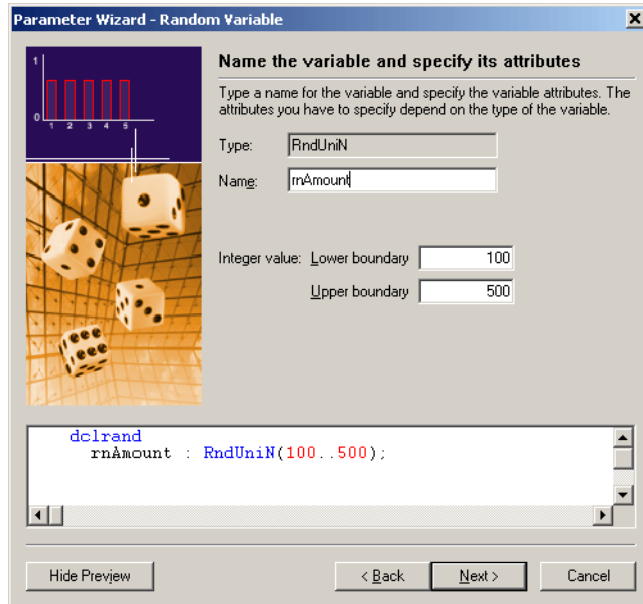 Parameter Wizard - Random Variable
1
0
1 2 3 4 5
Name the variable and specify its attributes
Type a name for the variable and specify the variable attributes. The
attributes you have to specify depend on the type of the variable.
Type: RndUniN
Name: rnAmount
Integer value: Lower boundary 100
Upper boundary 500
dclrand
rnAmount : RndUniN(100..500);
Hide Preview < Back Next > Cancel